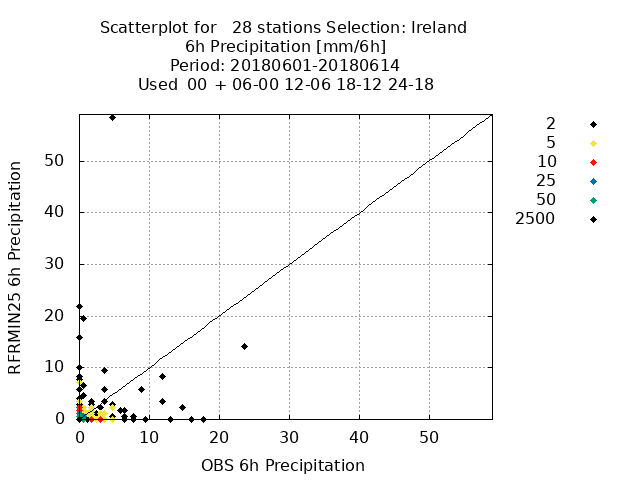 Scatterplot for   28 stations Selection: Ireland
6h Precipitation [mm/6h]
Period: 20180601-20180614
Used  00 + 06-00 12-06 18-12 24-18
RFRMIN25 6h Precipitation
50
40
30
20
10
0
0 10 20 30 40 50
OBS 6h Precipitation
2
5
10
25
50
2500